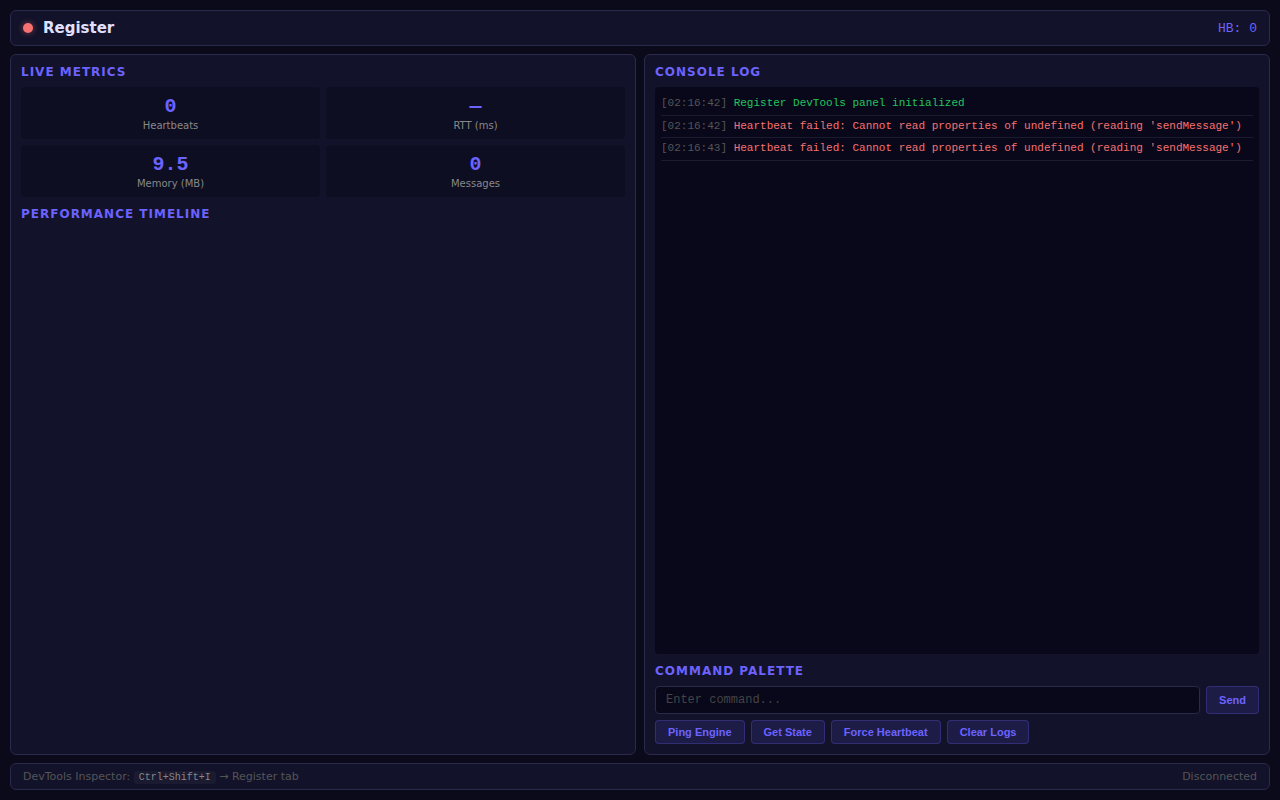 Register
HB: 0
LIVE METRICS
0
Heartbeats
—
RTT (ms)
9.5
Memory (MB)
0
Messages
PERFORMANCE TIMELINE
CONSOLE LOG
[02:16:42] Register DevTools panel initialized
[02:16:42] Heartbeat failed: Cannot read properties of undefined (reading 'sendMessage')
[02:16:43] Heartbeat failed: Cannot read properties of undefined (reading 'sendMessage')
COMMAND PALETTE
Enter command...
Send
Ping Engine
Get State
Force Heartbeat
Clear Logs
DevTools Inspector: Ctrl+Shift+I → Register tab
Disconnected